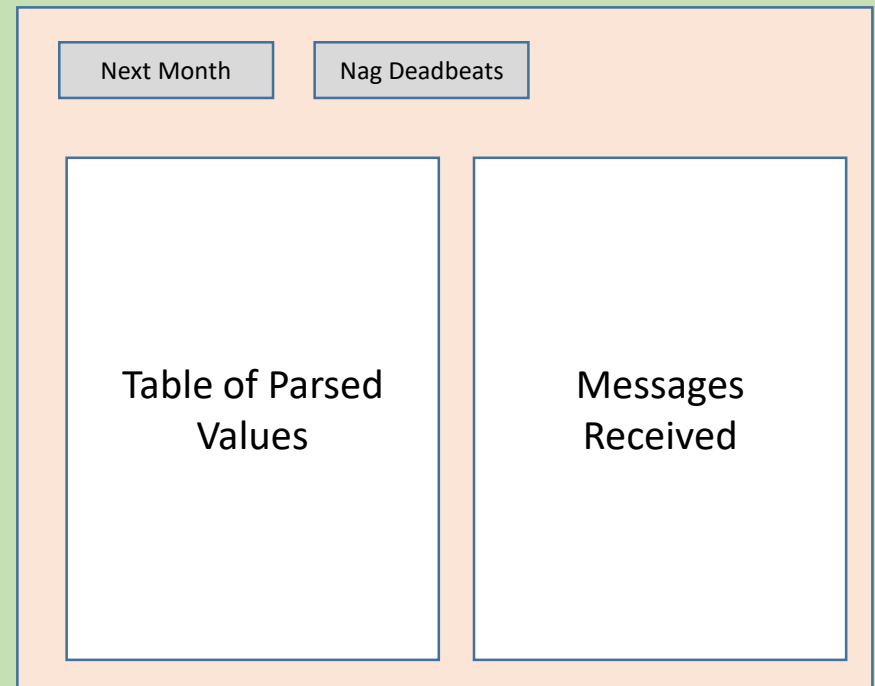 Next Month
Nag Deadbeats
Table of Parsed
Values
Messages
Received